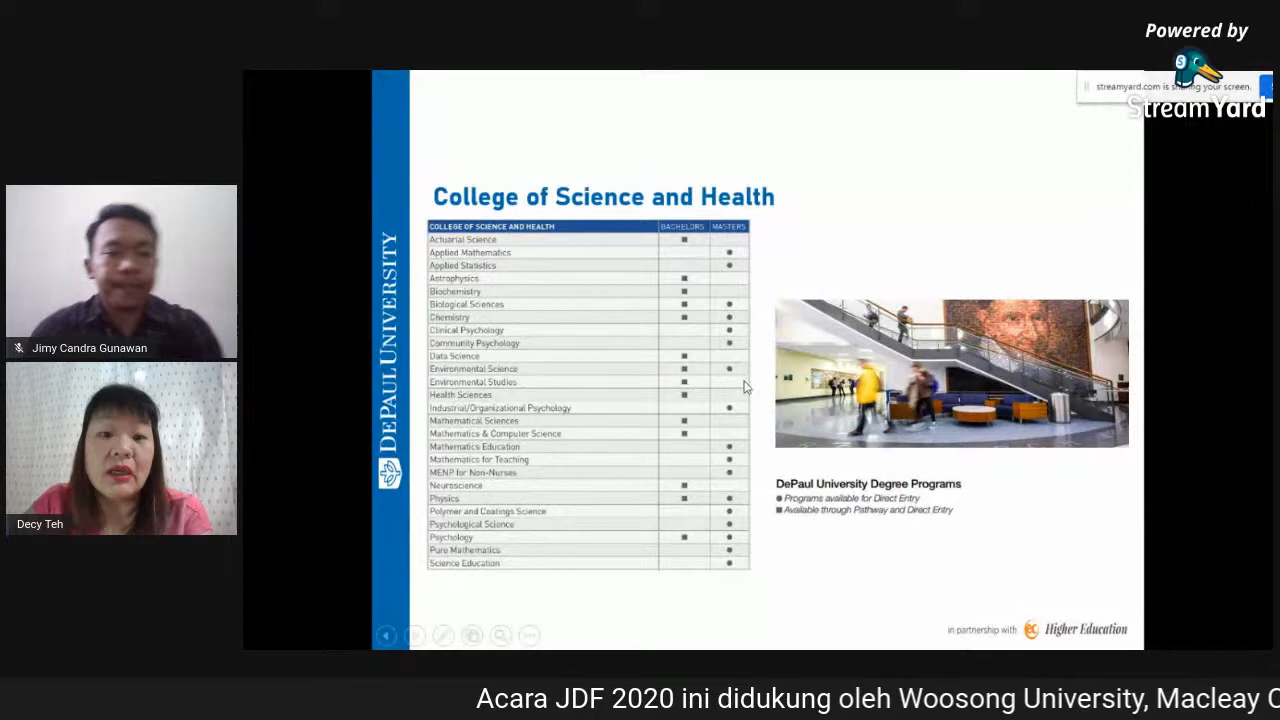 Powered by
StreamYard
streamyard.com is sharing your screen.
DEPAUL UNIVERSITY
College of Science and Health
COLLEGE OF SCIENCE AND HEALTH BACHELORS MASTERS
Actuarial Science ■
Applied Mathematics ●
Applied Statistics ●
Astrophysics ■
Biochemistry ■
Biological Sciences ■ ●
Chemistry ■ ●
Clinical Psychology ●
Community Psychology ●
Data Science ■
Environmental Science ■ ●
Environmental Studies ■
Health Sciences ■
Industrial/Organizational Psychology ●
Mathematical Sciences ■
Mathematics & Computer Science ■
Mathematics Education ●
Mathematics for Teaching ●
MENP for Non-Nurses ●
Neuroscience ■
Physics ■ ●
Polymer and Coatings Science ●
Psychological Science ●
Psychology ■ ●
Pure Mathematics ●
Science Education ●
DePaul University Degree Programs
● Programs available for Direct Entry
■ Available through Pathway and Direct Entry
in partnership with ec Higher Education
Jimy Candra Gunawan
Decy Teh
Acara JDF 2020 ini didukung oleh Woosong University, Macleay C